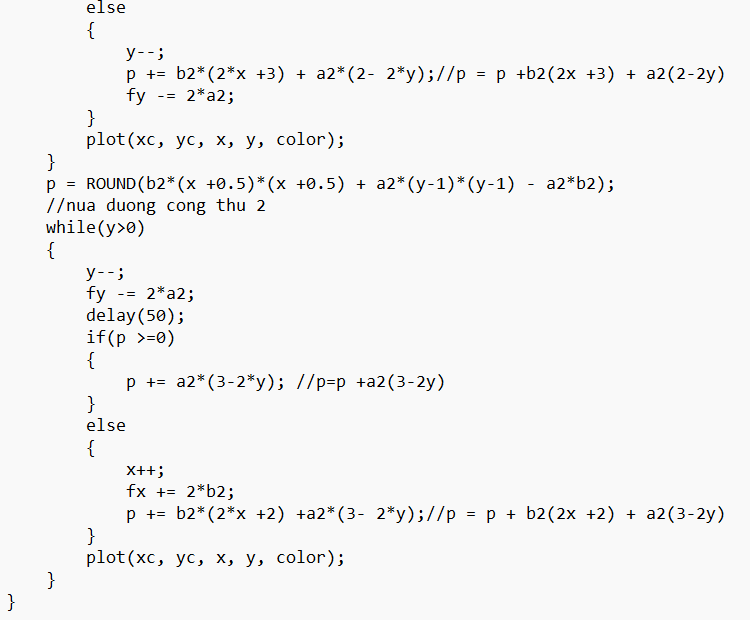 else
        {
            y--;
            p += b2*(2*x +3) + a2*(2- 2*y);//p = p +b2(2x +3) + a2(2-2y)
            fy -= 2*a2;
        }
        plot(xc, yc, x, y, color);
    }
    p = ROUND(b2*(x +0.5)*(x +0.5) + a2*(y-1)*(y-1) - a2*b2);
    //nua duong cong thu 2
    while(y>0)
    {
        y--;
        fy -= 2*a2;
        delay(50);
        if(p >=0)
        {
            p += a2*(3-2*y); //p=p +a2(3-2y)
        }
        else
        {
            x++;
            fx += 2*b2;
            p += b2*(2*x +2) +a2*(3- 2*y);//p = p + b2(2x +2) + a2(3-2y)
        }
        plot(xc, yc, x, y, color);
    }
}